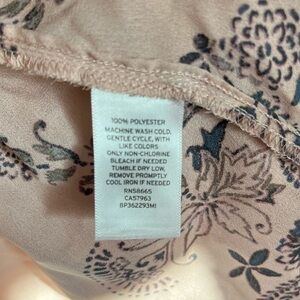 100% POLYESTER
MACHINE WASH COLD,
GENTLE CYCLE, WITH
LIKE COLORS
ONLY NON-CHLORINE
BLEACH IF NEEDED
TUMBLE DRY LOW,
REMOVE PROMPTLY
COOL IRON IF NEEDED
RN58665
CA57963
BP362293MI